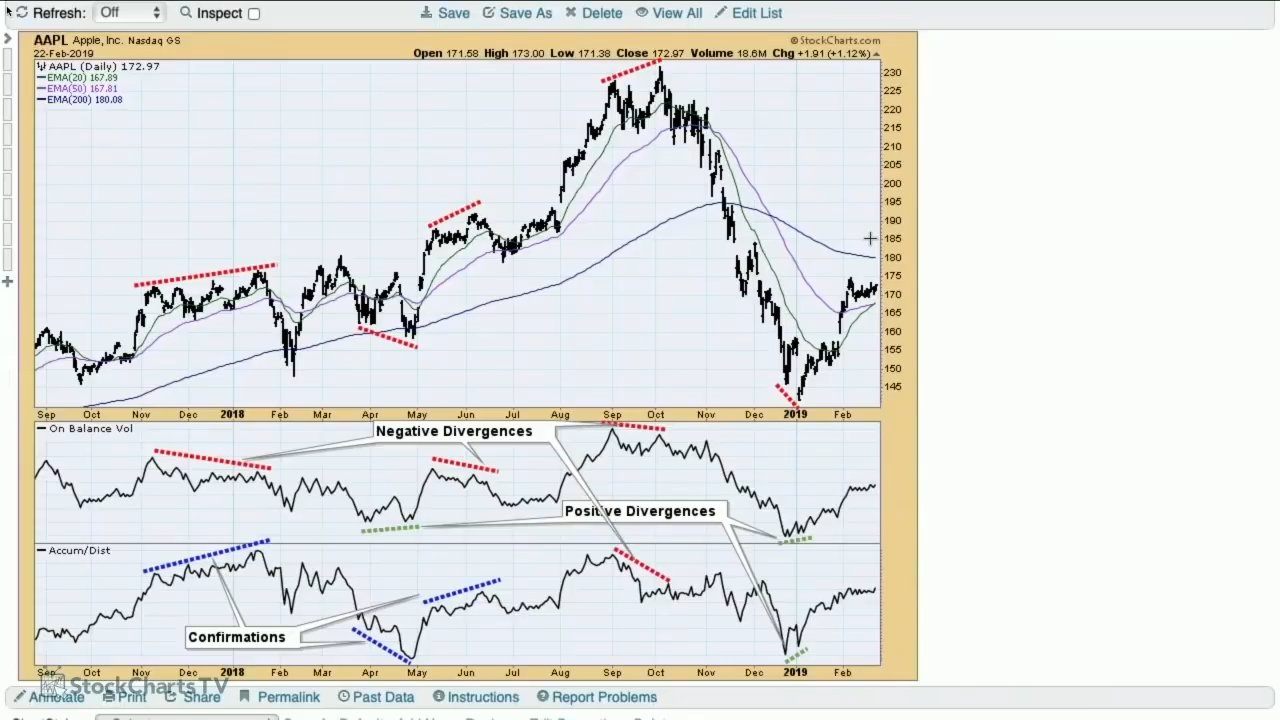 Refresh: Off Inspect Save Save As Delete View All Edit List
AAPL Apple, Inc. Nasdaq GS © StockCharts.com
22-Feb-2019 Open 171.58 High 173.00 Low 171.38 Close 172.97 Volume 18.6M Chg +1.91 (+1.12%)
AAPL (Daily) 172.97
EMA(20) 167.89
EMA(50) 167.81
EMA(200) 180.08
230
225
220
215
210
205
200
195
190
185
180
175
170
165
160
155
150
145
Sep Oct Nov Dec 2018 Feb Mar Apr May Jun Jul Aug Sep Oct Nov Dec 2019 Feb
On Balance Vol
Negative Divergences
Positive Divergences
Accum/Dist
Confirmations
Sep Oct Nov Dec 2018 Feb Mar Apr May Jun Jul Aug Sep Oct Nov Dec 2019 Feb
StockChartsTV
Annotate Print Share Permalink Past Data Instructions Report Problems